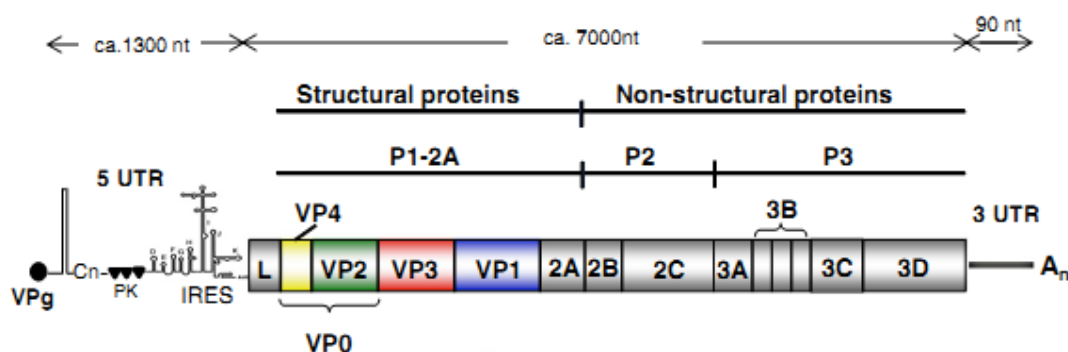 ca.1300 nt ca. 7000nt 90 nt
Structural proteins Non-structural proteins
P1-2A P2 P3
5 UTR VP4 3B 3 UTR
L VP2 VP3 VP1 2A 2B 2C 3A 3C 3D
VPg Cn PK IRES An
VP0